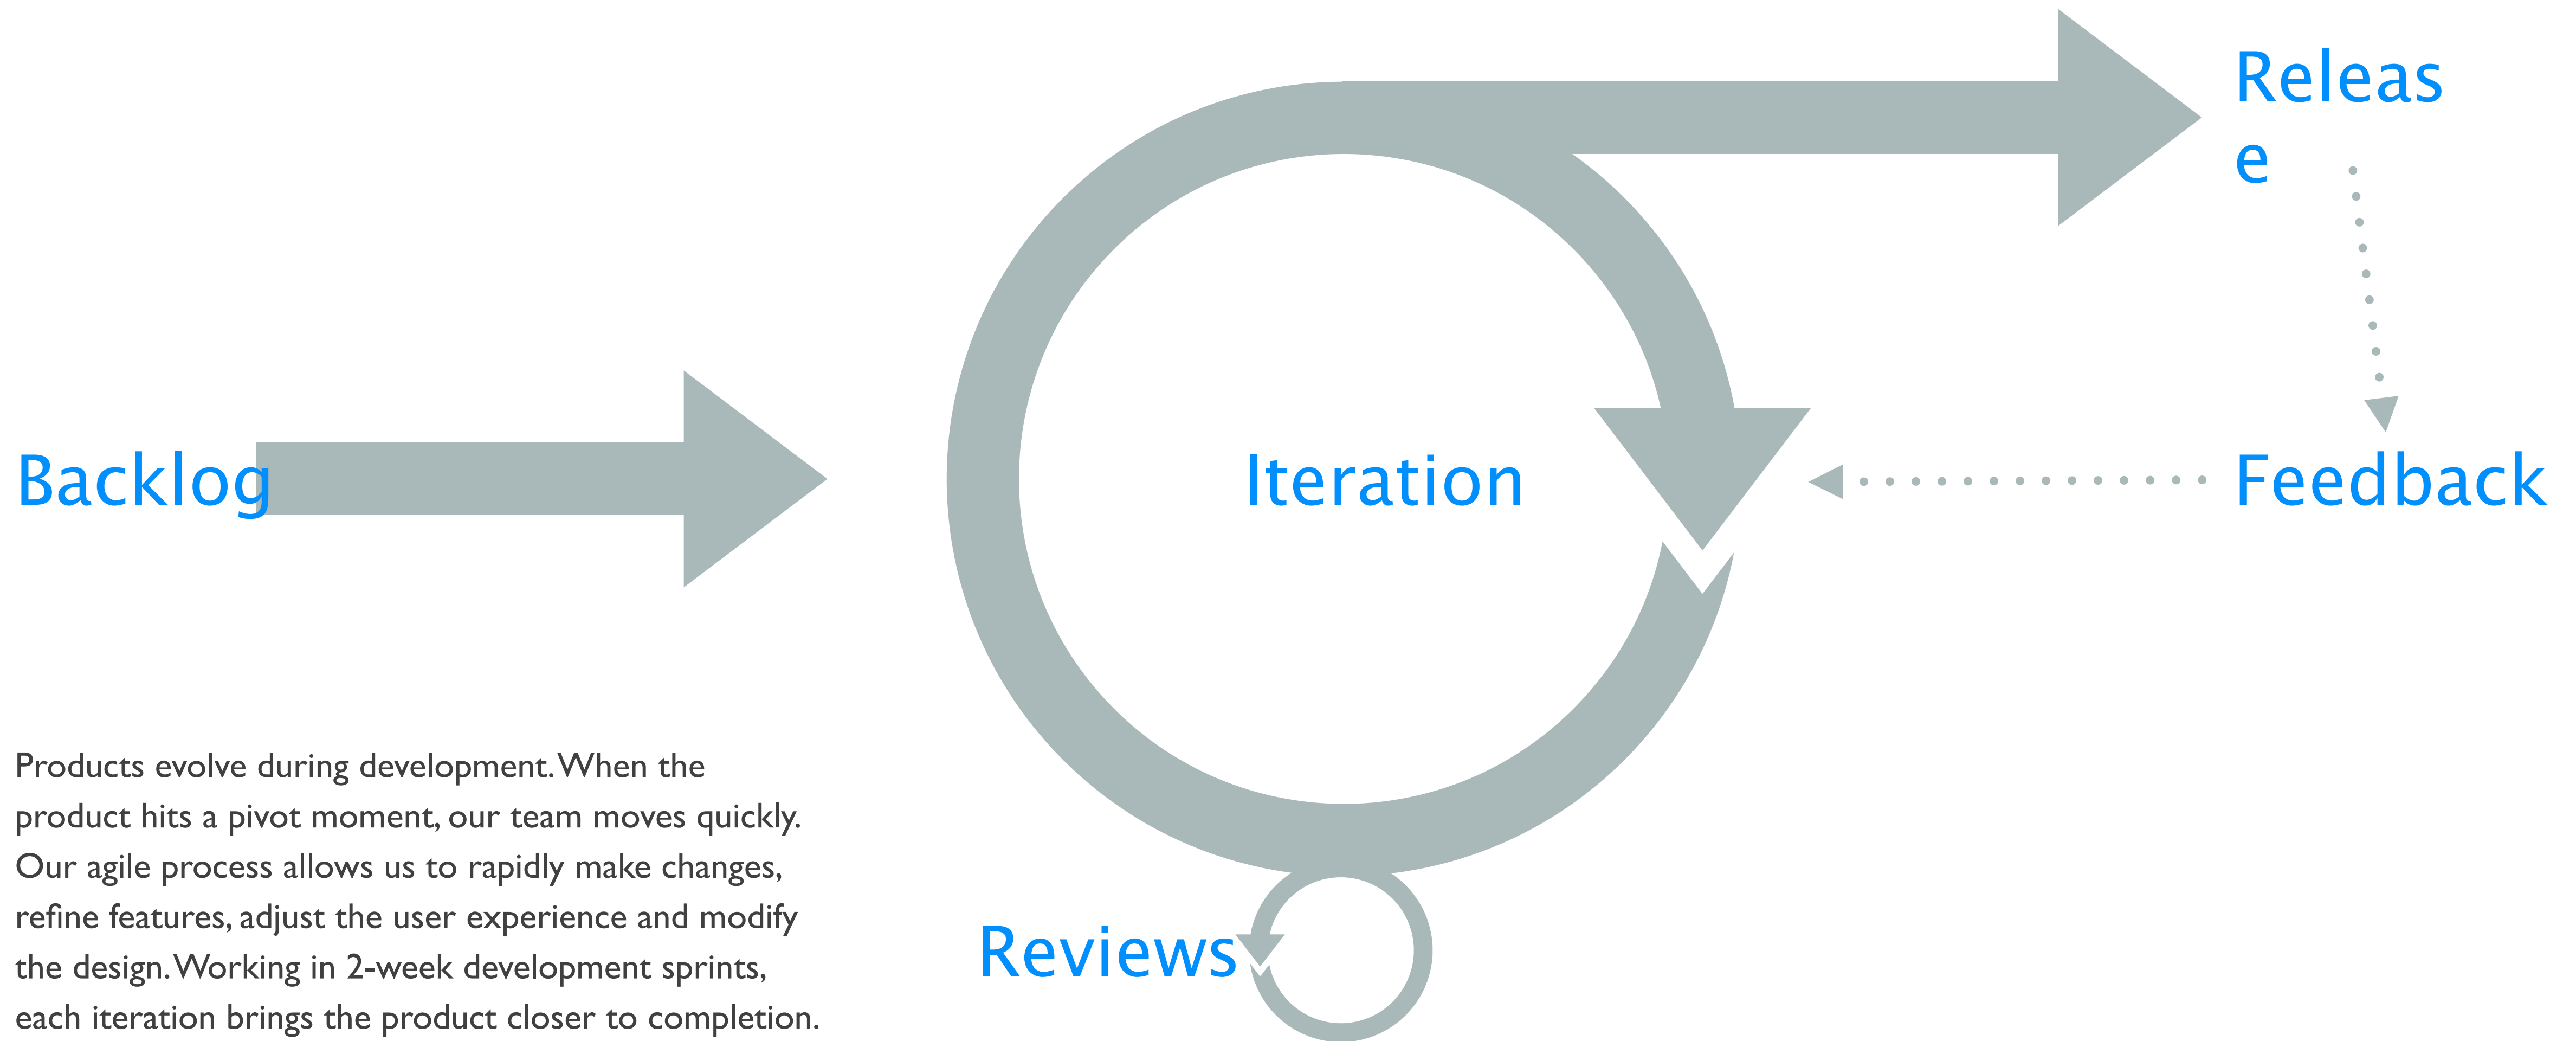 Releas
e
Backlog
Iteration
Feedback
Products evolve during development. When the
product hits a pivot moment, our team moves quickly.
Our agile process allows us to rapidly make changes,
refine features, adjust the user experience and modify
the design. Working in 2-week development sprints,
each iteration brings the product closer to completion.
Reviews